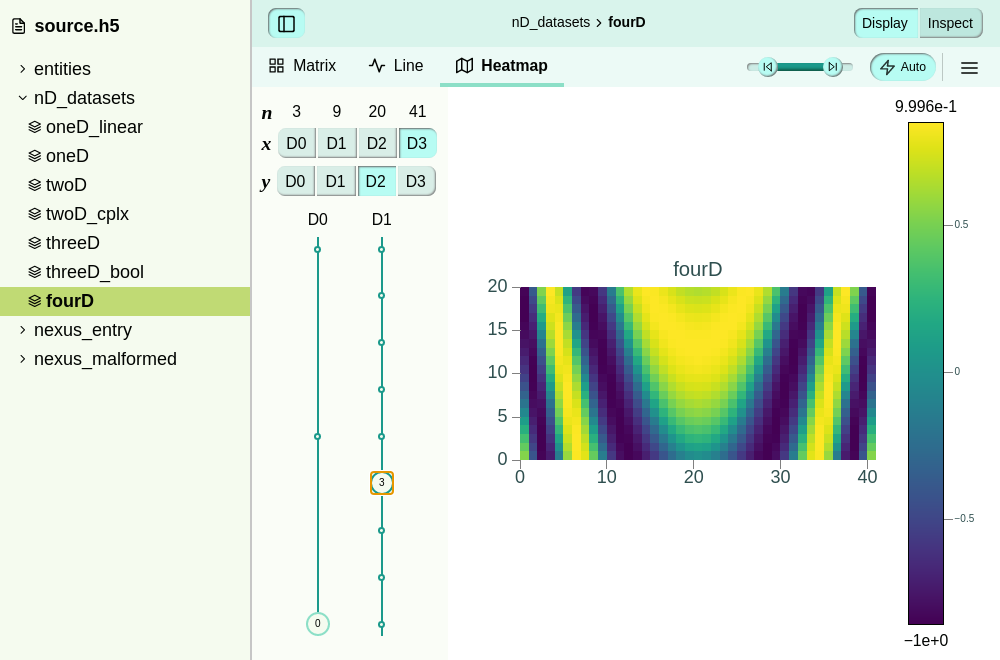 source.h5
entities
nD_datasets
oneD_linear
oneD
twoD
twoD_cplx
threeD
threeD_bool
fourD
nexus_entry
nexus_malformed
nD_datasets › fourD
Display Inspect
Matrix Line Heatmap
Auto
n 3 9 20 41
x D0 D1 D2 D3
y D0 D1 D2 D3
D0 D1
3
0
fourD
20
15
10
5
0
0 10 20 30 40
9.996e-1
0.5
0
−0.5
−1e+0